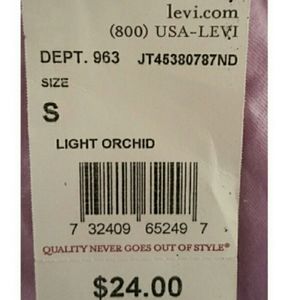 levi.com
(800) USA-LEVI
DEPT. 963 JT45380787ND
SIZE
S
LIGHT ORCHID
7 32409 65249 7
QUALITY NEVER GOES OUT OF STYLE®
$24.00